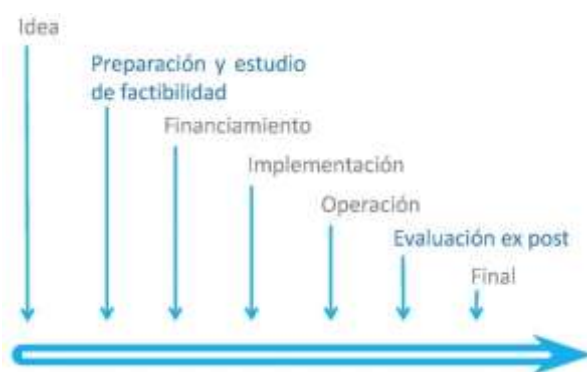 Idea
Preparación y estudio
de factibilidad
Financiamiento
Implementación
Operación
Evaluación ex post
Final